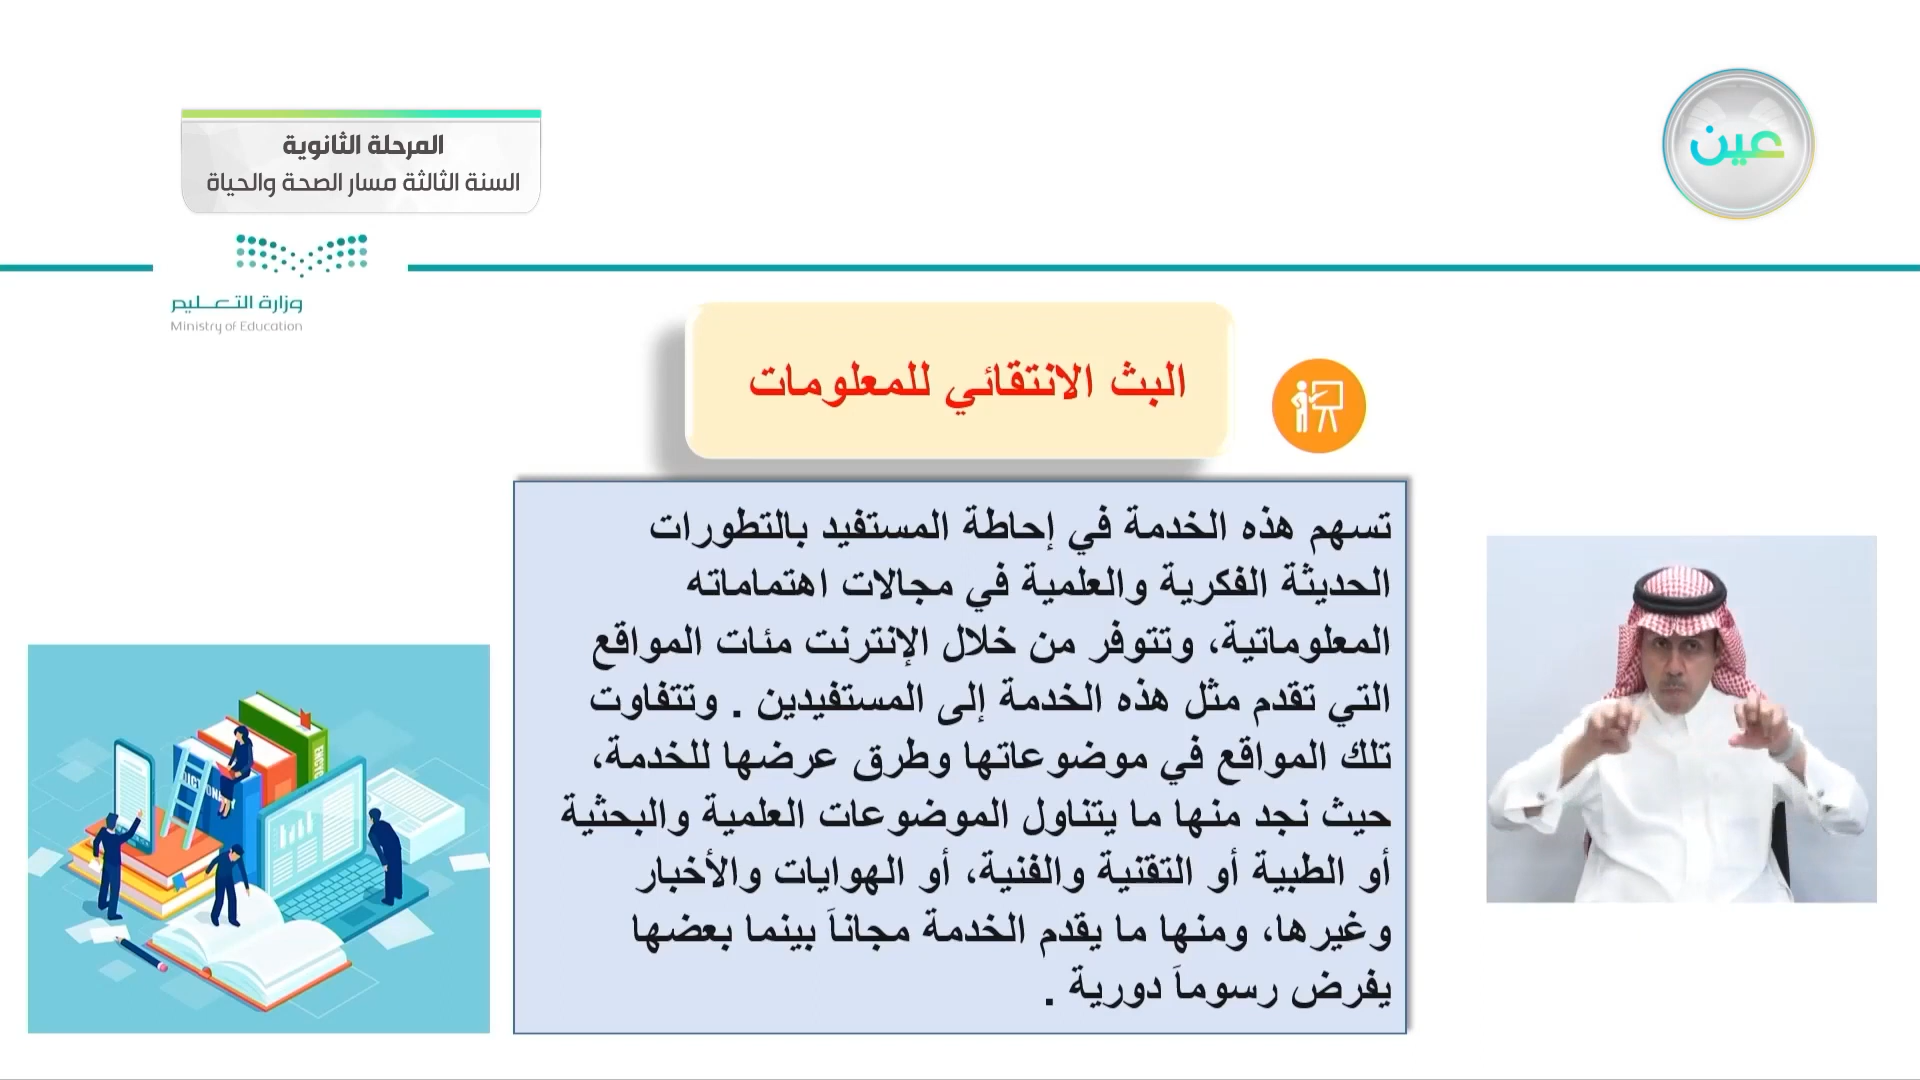 المرحلة الثانوية
السنة الثالثة مسار الصحة والحياة
عين
وزارة التعليم
Ministry of Education
البث الانتقائي للمعلومات
تسهم هذه الخدمة في إحاطة المستفيد بالتطورات
الحديثة الفكرية والعلمية في مجالات اهتماماته
المعلوماتية، وتتوفر من خلال الإنترنت مئات المواقع
التي تقدم مثل هذه الخدمة إلى المستفيدين . وتتفاوت
تلك المواقع في موضوعاتها وطرق عرضها للخدمة،
حيث نجد منها ما يتناول الموضوعات العلمية والبحثية
أو الطبية أو التقنية والفنية، أو الهوايات والأخبار
وغيرها، ومنها ما يقدم الخدمة مجاناَ بينما بعضها
يفرض رسوماَ دورية .